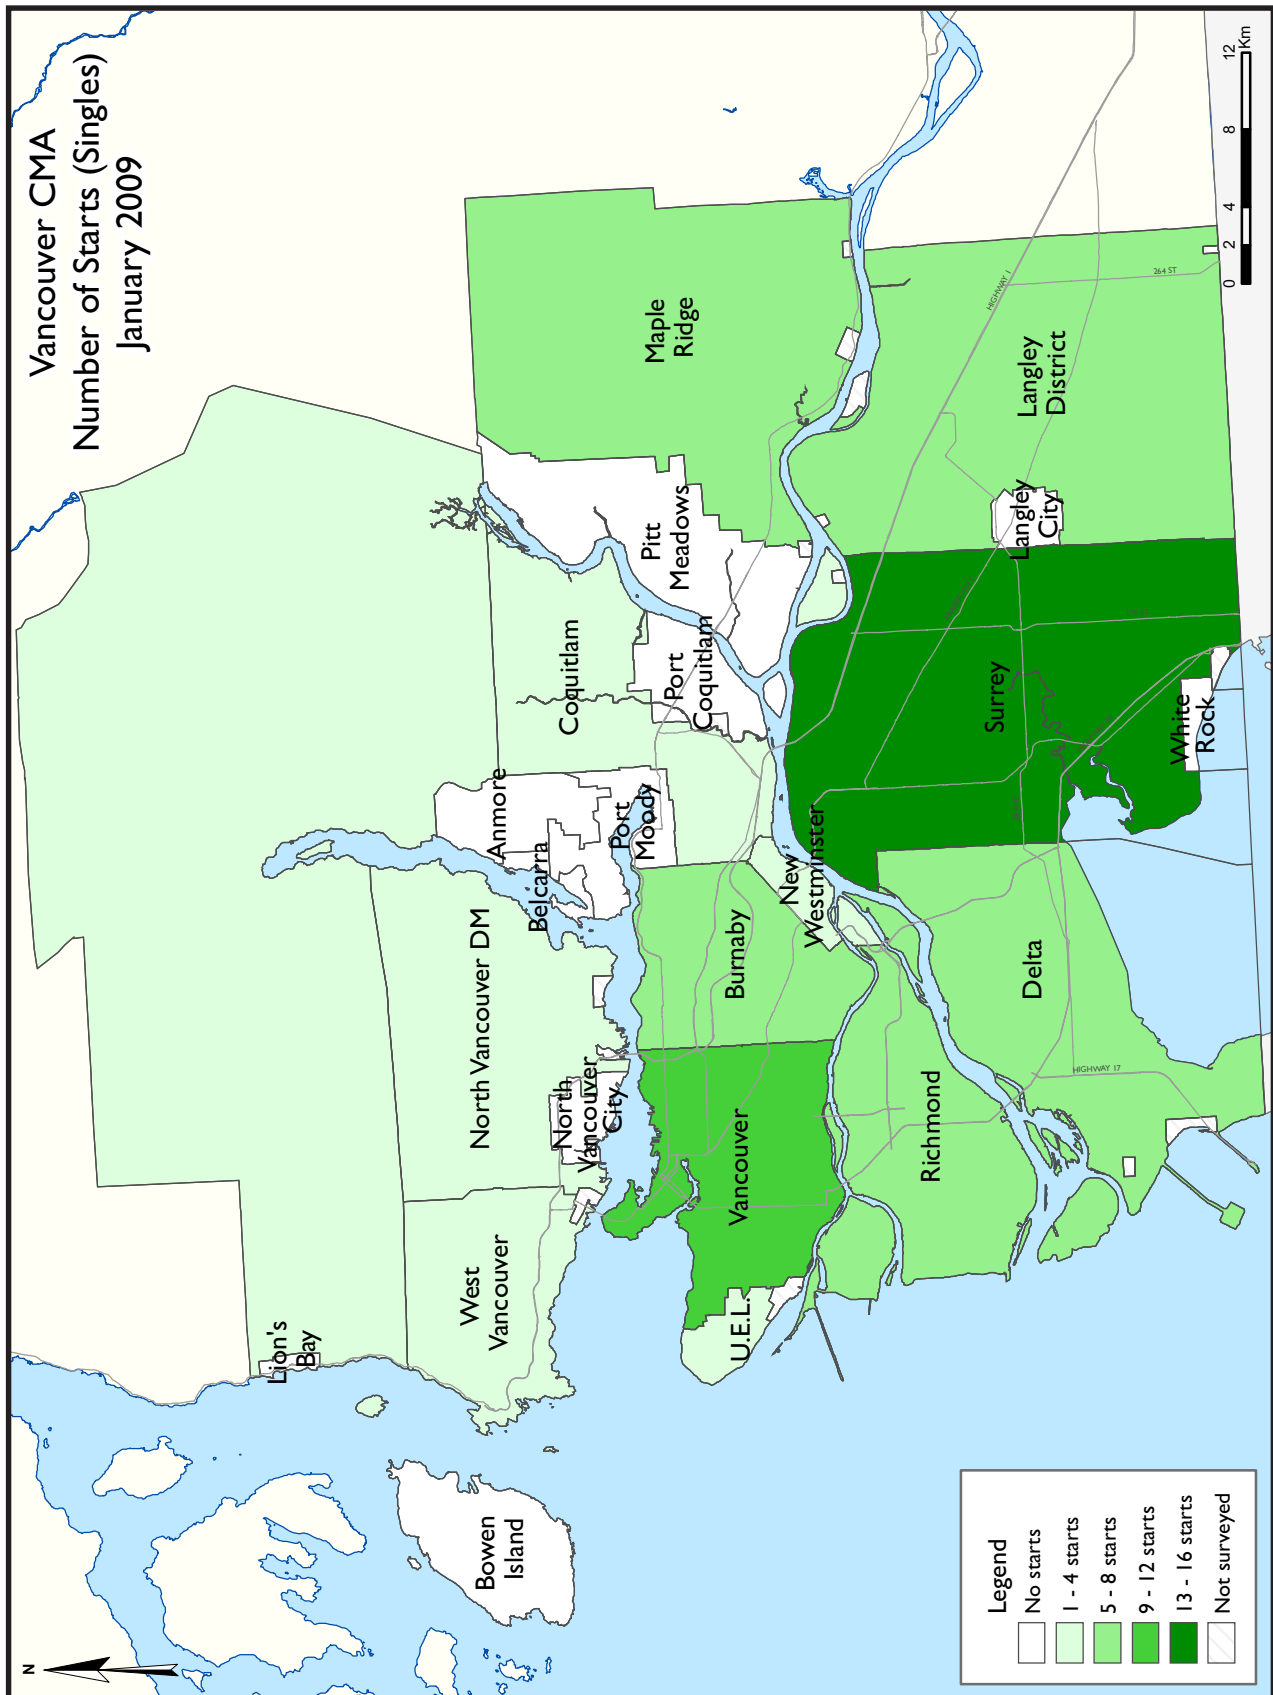 Vancouver CMA
Number of Starts (Singles)
January 2009
N
Lion's
Bay
Bowen
Island
West
Vancouver
North Vancouver DM
North
Vancouver
City
Anmore
Belcarra
Port
Moody
Coquitlam
Port
Coquitlam
Pitt
Meadows
Maple
Ridge
U.E.L.
Vancouver
Burnaby
New
Westminster
Richmond
Delta
HIGHWAY 17
Surrey
White
Rock
Langley
City
Langley
District
HIGHWAY 1
264 ST
Legend
No starts
1 - 4 starts
5 - 8 starts
9 - 12 starts
13 - 16 starts
Not surveyed
0 2 4 8 12
Km